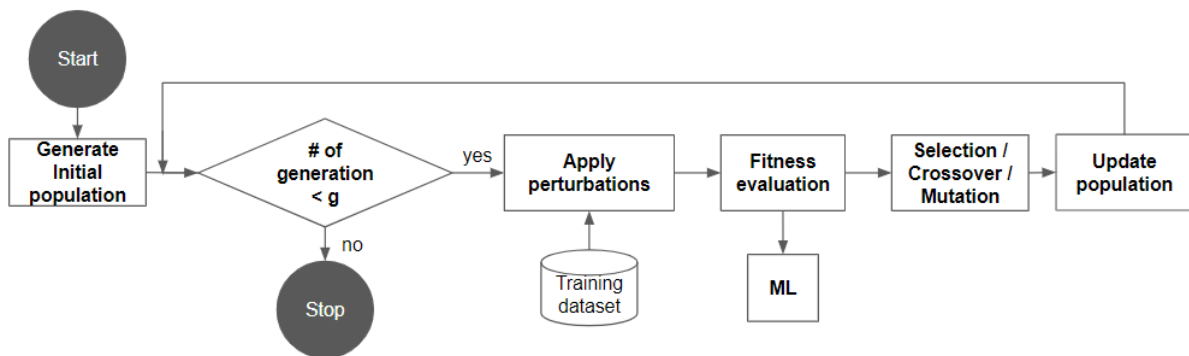 Start
Generate
Initial
population
# of
generation
< g
yes
no
Stop
Apply
perturbations
Training
dataset
Fitness
evaluation
ML
Selection /
Crossover /
Mutation
Update
population